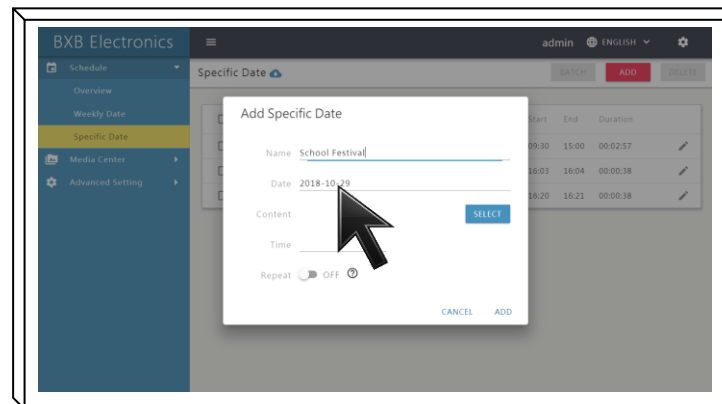 BXB Electronics
admin ENGLISH
Schedule
Overview
Weekly Date
Specific Date
Media Center
Advanced Setting
Specific Date
BATCH ADD DELETE
Start End Duration
09:30 15:00 00:02:57
16:03 16:04 00:00:38
16:20 16:21 00:00:38
Add Specific Date
Name School Festival
Date 2018-10-29
Content SELECT
Time
Repeat OFF
CANCEL ADD